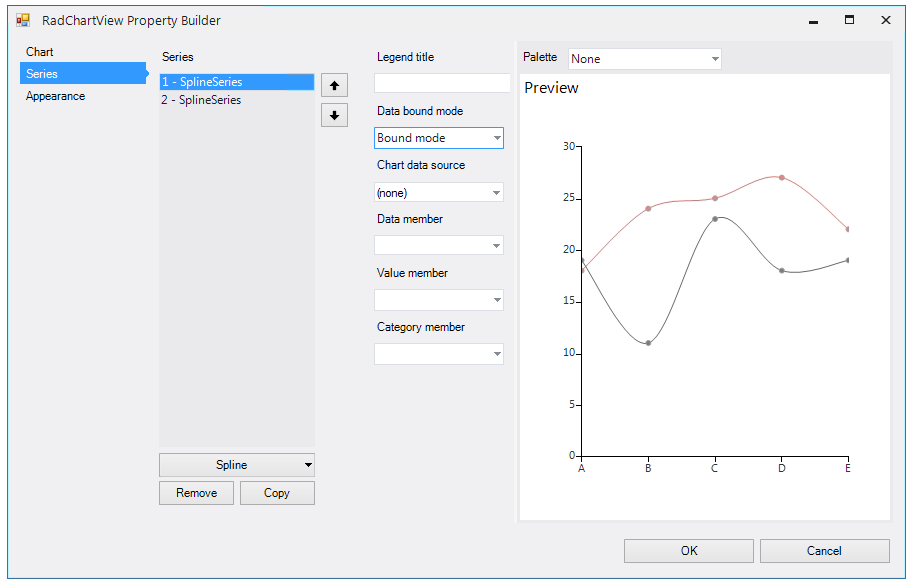 RadChartView Property Builder
Chart
Series
Appearance
Series
1 - SplineSeries
2 - SplineSeries
Spline
Remove
Copy
Legend title
Data bound mode
Bound mode
Chart data source
(none)
Data member
Value member
Category member
Palette
None
Preview
30
25
20
15
10
5
0
A
B
C
D
E
OK
Cancel